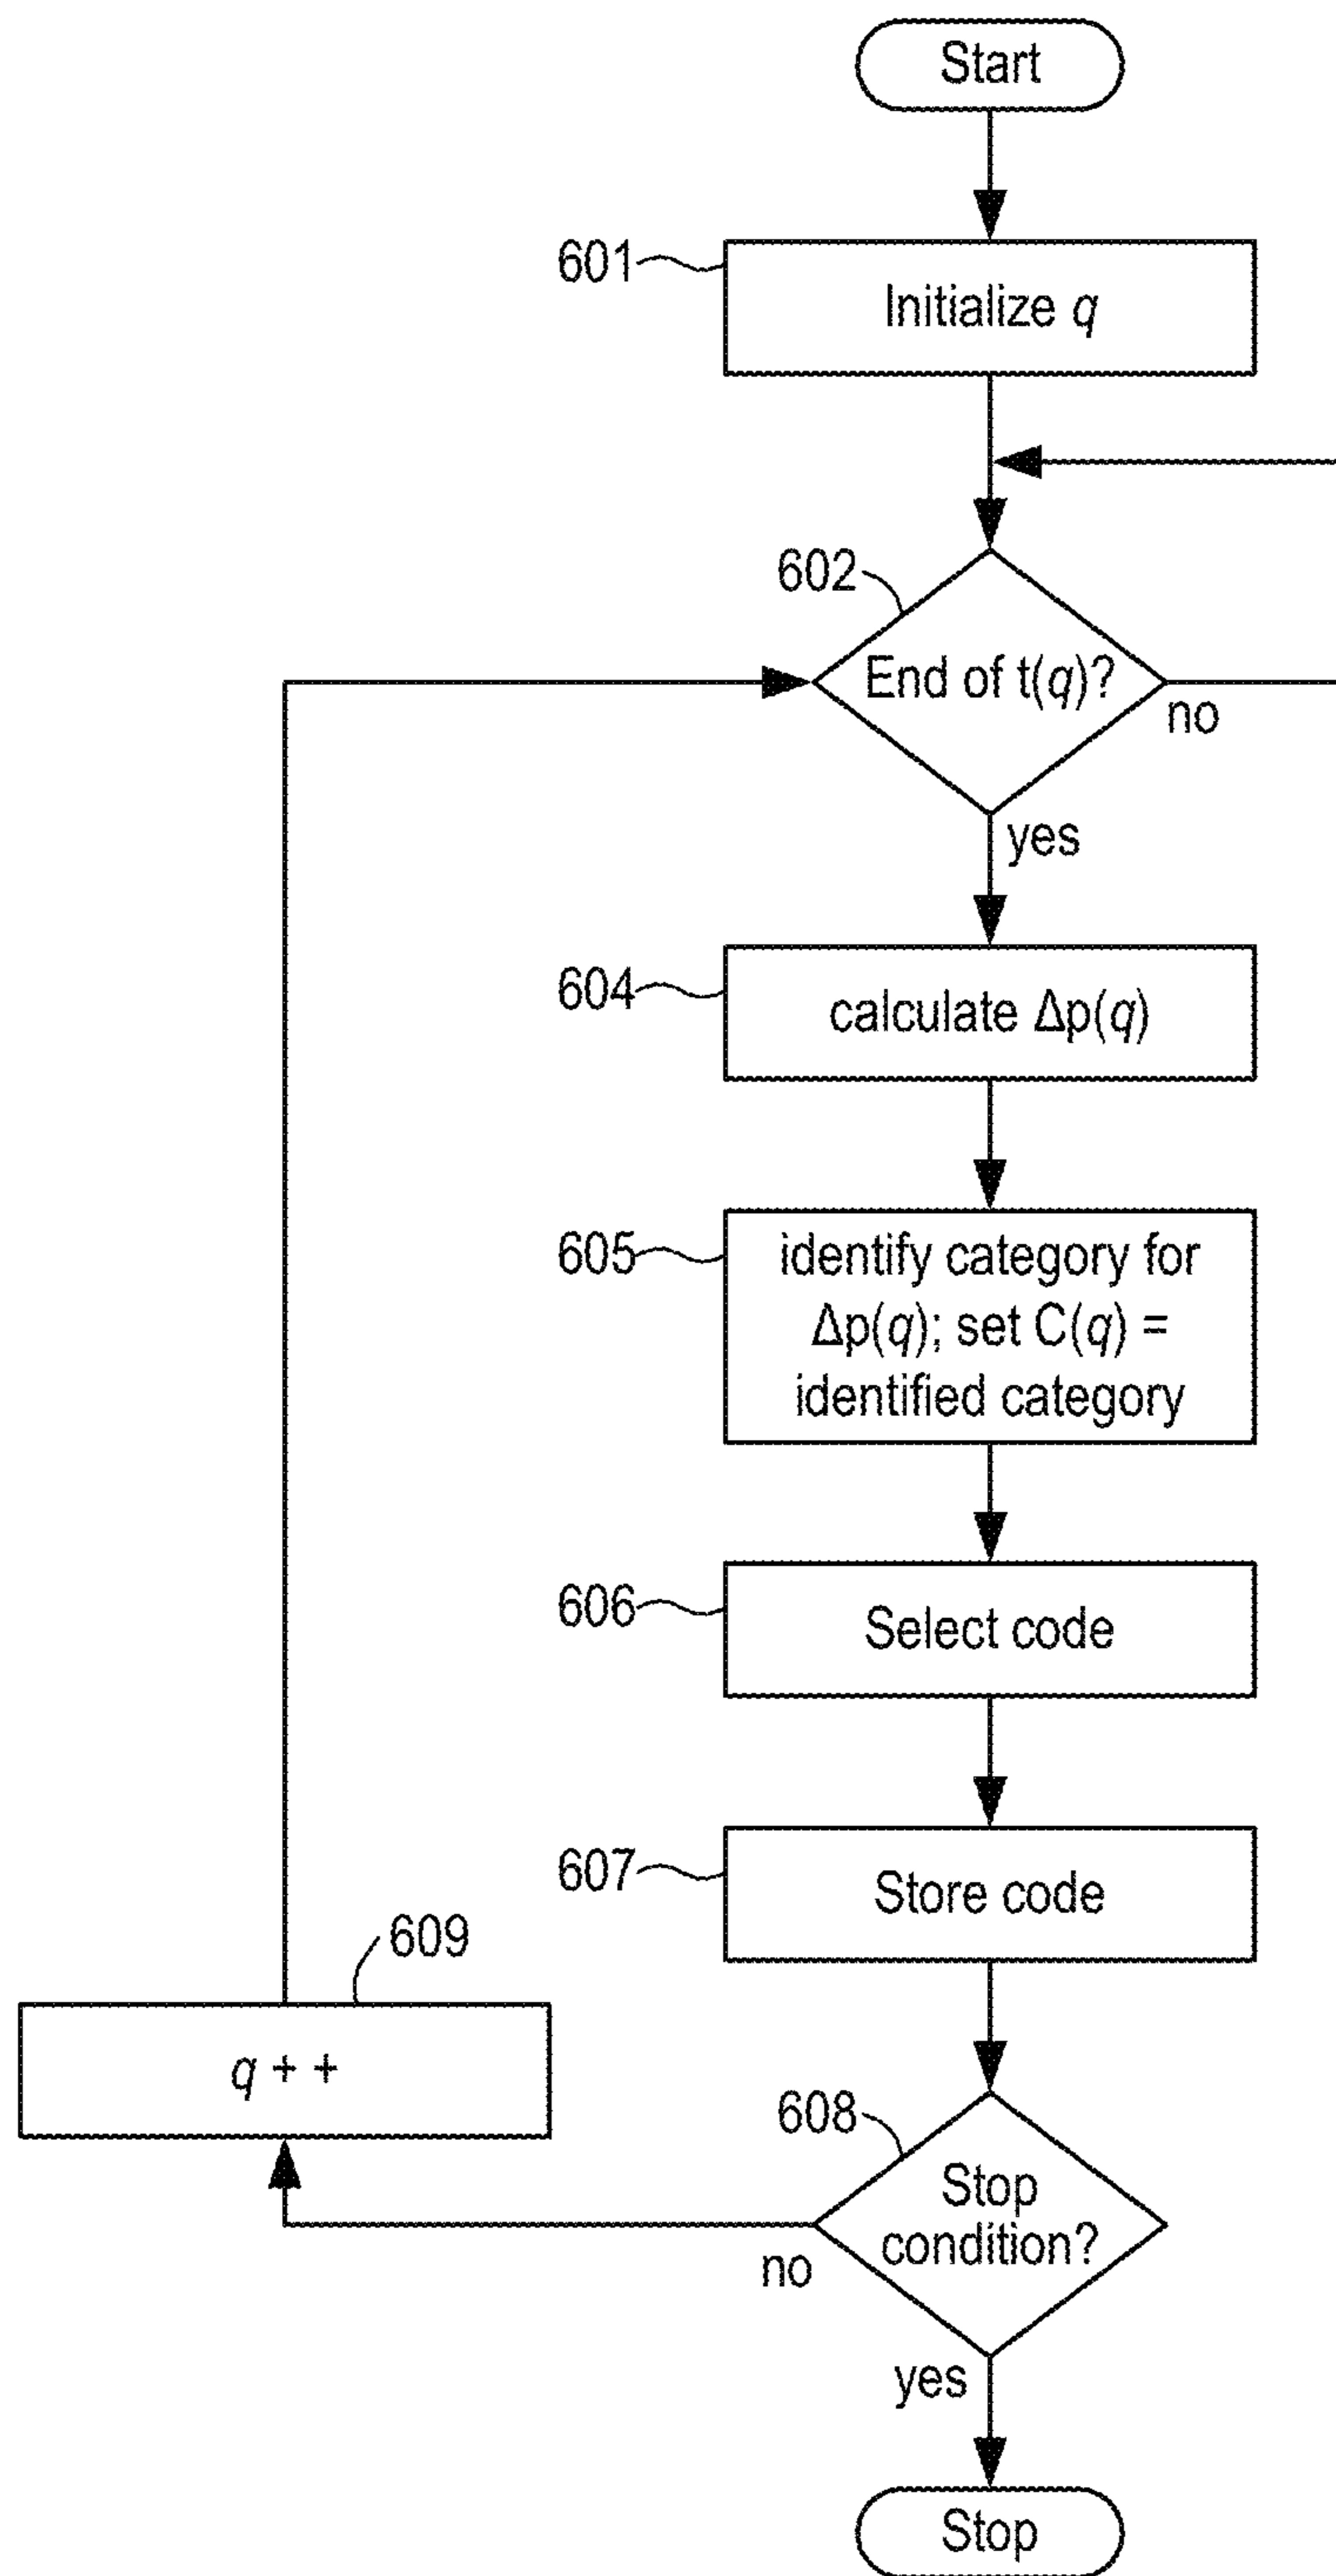 Start
601
Initialize q
602
End of t(q)?
no
yes
604
calculate Δp(q)
605
identify category for
Δp(q); set C(q) =
identified category
606
Select code
607
Store code
609
q + +
608
Stop
condition?
no
yes
Stop